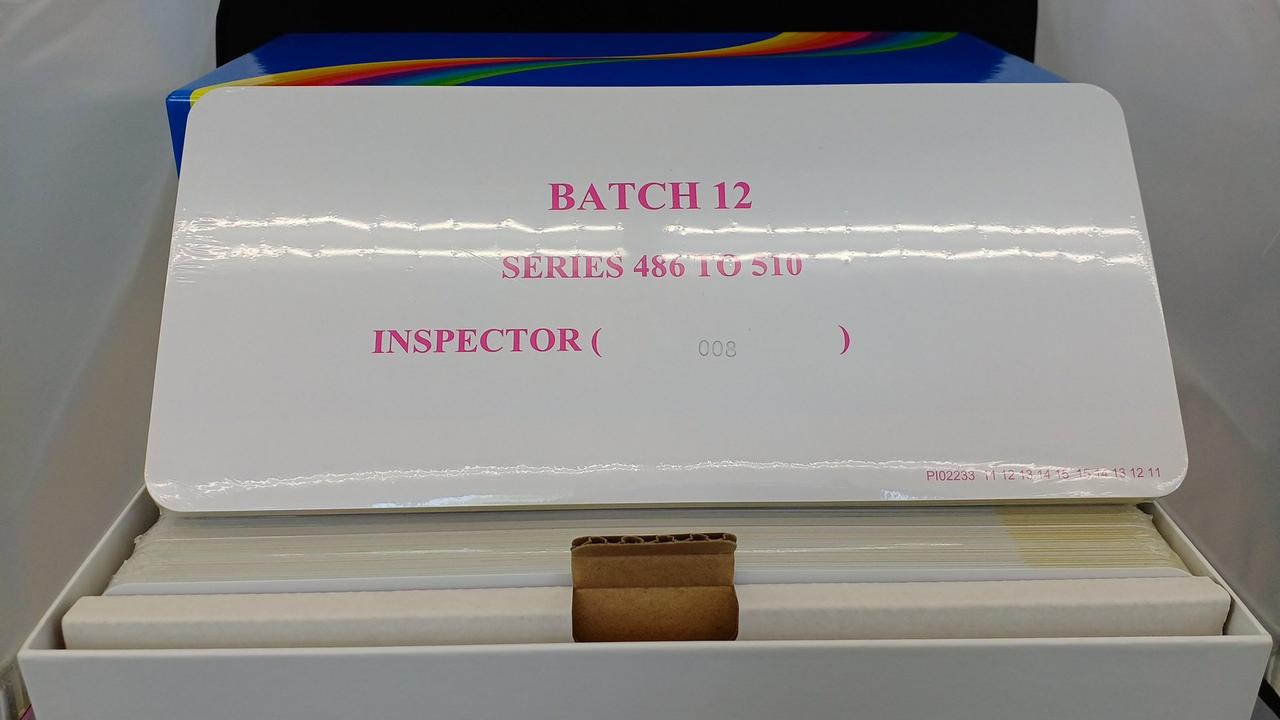 BATCH 12
SERIES 486 TO 510
INSPECTOR ( 008 )
PI02233 11 12 13 14 15 15 14 13 12 11